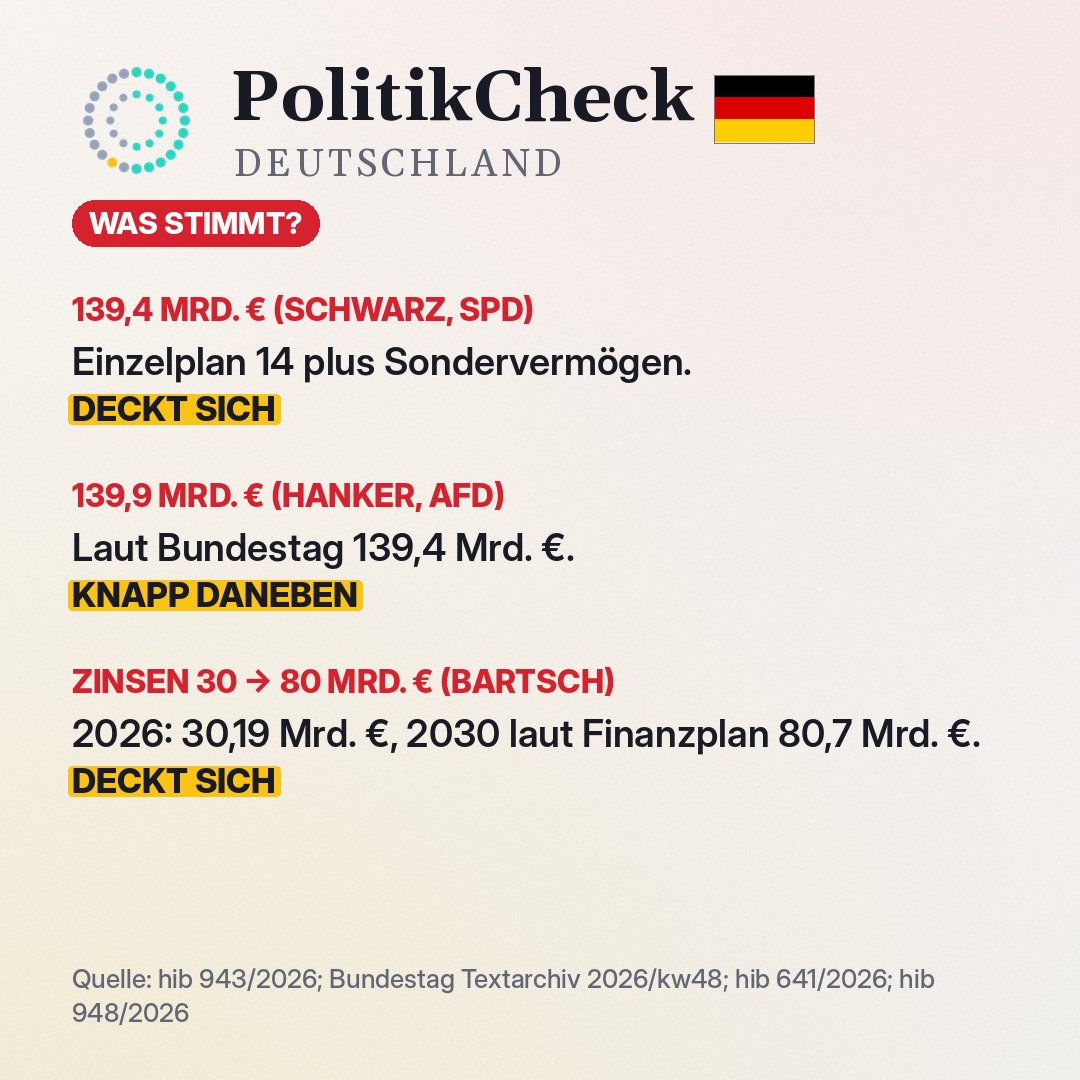 PolitikCheck
DEUTSCHLAND
WAS STIMMT?
139,4 MRD. € (SCHWARZ, SPD)
Einzelplan 14 plus Sondervermögen.
DECKT SICH
139,9 MRD. € (HANKER, AFD)
Laut Bundestag 139,4 Mrd. €.
KNAPP DANEBEN
ZINSEN 30 → 80 MRD. € (BARTSCH)
2026: 30,19 Mrd. €, 2030 laut Finanzplan 80,7 Mrd. €.
DECKT SICH
Quelle: hib 943/2026; Bundestag Textarchiv 2026/kw48; hib 641/2026; hib
948/2026